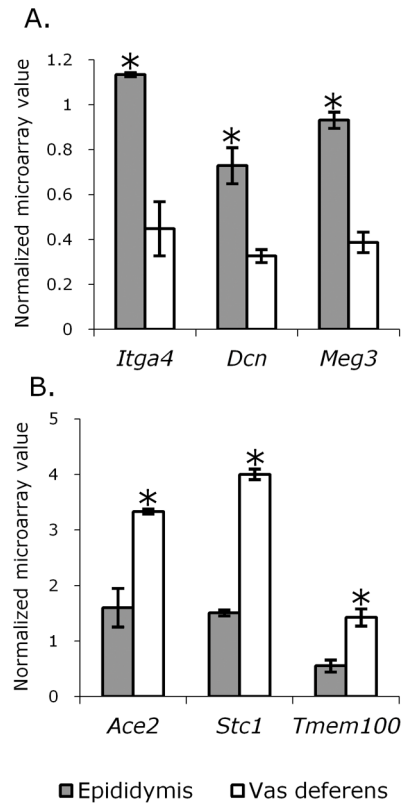 A.
Normalized microarray value
1.2
1
0.8
0.6
0.4
0.2
0
* * *
Itga4 Dcn Meg3
B.
Normalized microarray value
5
4
3
2
1
0
* * *
Ace2 Stc1 Tmem100
Epididymis Vas deferens